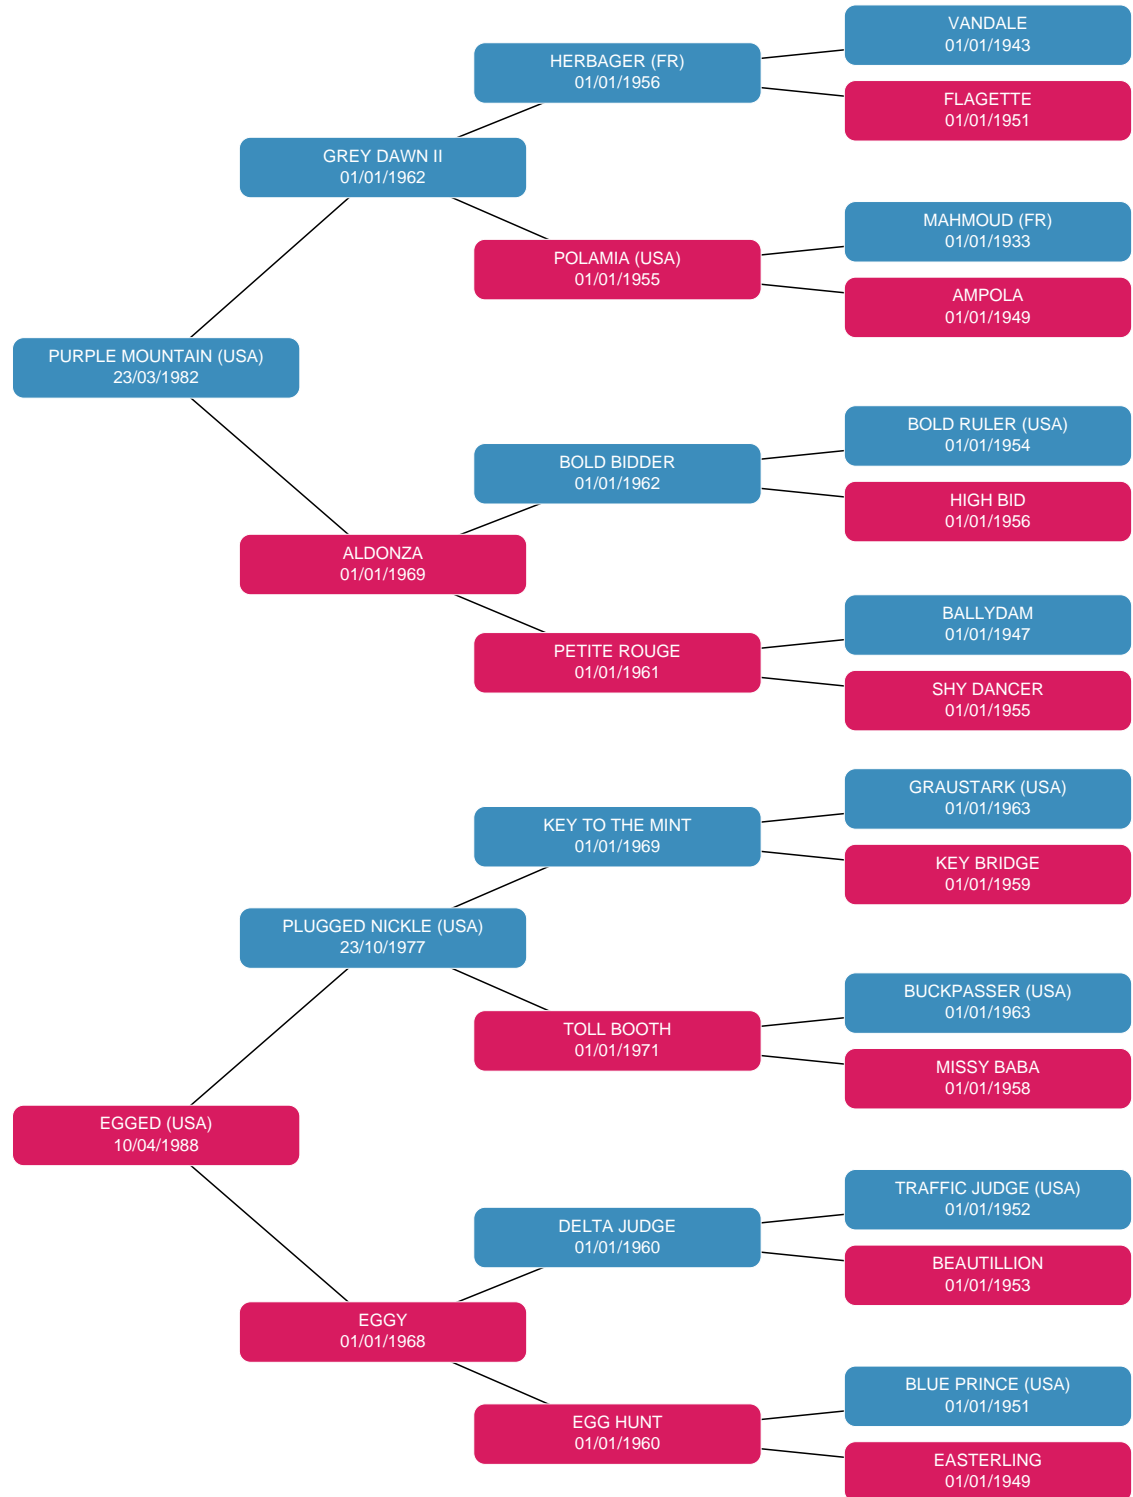 VANDALE
01/01/1943
HERBAGER (FR)
01/01/1956
FLAGETTE
01/01/1951
GREY DAWN II
01/01/1962
MAHMOUD (FR)
01/01/1933
POLAMIA (USA)
01/01/1955
AMPOLA
01/01/1949
PURPLE MOUNTAIN (USA)
23/03/1982
BOLD RULER (USA)
01/01/1954
BOLD BIDDER
01/01/1962
HIGH BID
01/01/1956
ALDONZA
01/01/1969
BALLYDAM
01/01/1947
PETITE ROUGE
01/01/1961
SHY DANCER
01/01/1955
GRAUSTARK (USA)
01/01/1963
KEY TO THE MINT
01/01/1969
KEY BRIDGE
01/01/1959
PLUGGED NICKLE (USA)
23/10/1977
BUCKPASSER (USA)
01/01/1963
TOLL BOOTH
01/01/1971
MISSY BABA
01/01/1958
EGGED (USA)
10/04/1988
TRAFFIC JUDGE (USA)
01/01/1952
DELTA JUDGE
01/01/1960
BEAUTILLION
01/01/1953
EGGY
01/01/1968
BLUE PRINCE (USA)
01/01/1951
EGG HUNT
01/01/1960
EASTERLING
01/01/1949